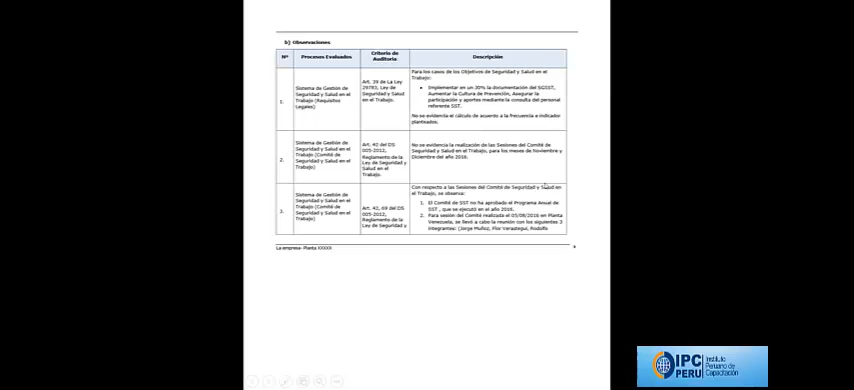 b) Observaciones
Nº
Procesos Evaluados
Criterio de
Auditoría
Descripción
1.
Sistema de Gestión de
Seguridad y Salud en el
Trabajo (Requisitos
Legales)
Art. 39 de La Ley
29783, Ley de
Seguridad y Salud
en el Trabajo.
Para los casos de los Objetivos de Seguridad y Salud en el
Trabajo:
• Implementar en un 30% la documentación del SGSST,
Aumentar la Cultura de Prevención, Asegurar la
participación y aportes mediante la consulta del personal
referente SST.
No se evidencia el cálculo de acuerdo a la frecuencia e indicador
planteados.
2.
Sistema de Gestión de
Seguridad y Salud en el
Trabajo (Comité de
Seguridad y Salud en el
Trabajo)
Art. 40 del DS
005-2012,
Reglamento de la
Ley de Seguridad y
Salud en el
Trabajo.
No se evidencia la realización de las Sesiones del Comité de
Seguridad y Salud en el Trabajo, para los meses de Noviembre y
Diciembre del año 2016.
3.
Sistema de Gestión de
Seguridad y Salud en el
Trabajo (Comité de
Seguridad y Salud en el
Trabajo)
Art. 42, 69 del DS
005-2012,
Reglamento de la
Ley de Seguridad y
Con respecto a las Sesiones del Comité de Seguridad y Salud en
el Trabajo, se observa:
1. El Comité de SST no ha aprobado el Programa Anual de
SST , que se ejecutó en el año 2016.
2. Para sesión del Comité realizada el 05/08/2016 en Planta
Venezuela, se llevó a cabo la reunión con los siguientes 3
integrantes: (Jorge Muñoz, Flor Verastegui, Rodolfo
La empresa- Planta XXXXX
IPC
PERU
Instituto
Peruano de
Capacitación